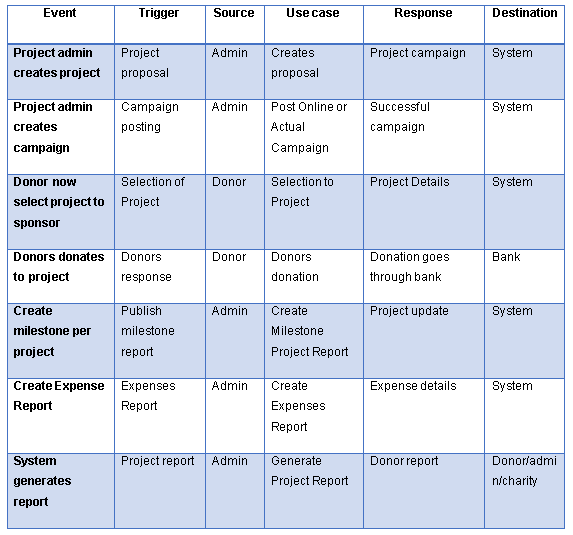 Event Trigger Source Use case Response Destination
Project admin Project Admin Creates Project campaign System
creates project proposal proposal
Project admin Campaign Admin Post Online or Successful System
creates posting Actual campaign
campaign Campaign
Donor now Selection of Donor Selection to Project Details System
select project to Project Project
sponsor
Donors donates Donors Donor Donors Donation goes Bank
to project response donation through bank
Create Publish Admin Create Project update System
milestone per milestone Milestone
project report Project Report
Create Expense Expenses Admin Create Expense details System
Report Report Expenses
Report
System Project report Admin Generate Donor report Donor/admi
generates Project Report n/charity
report